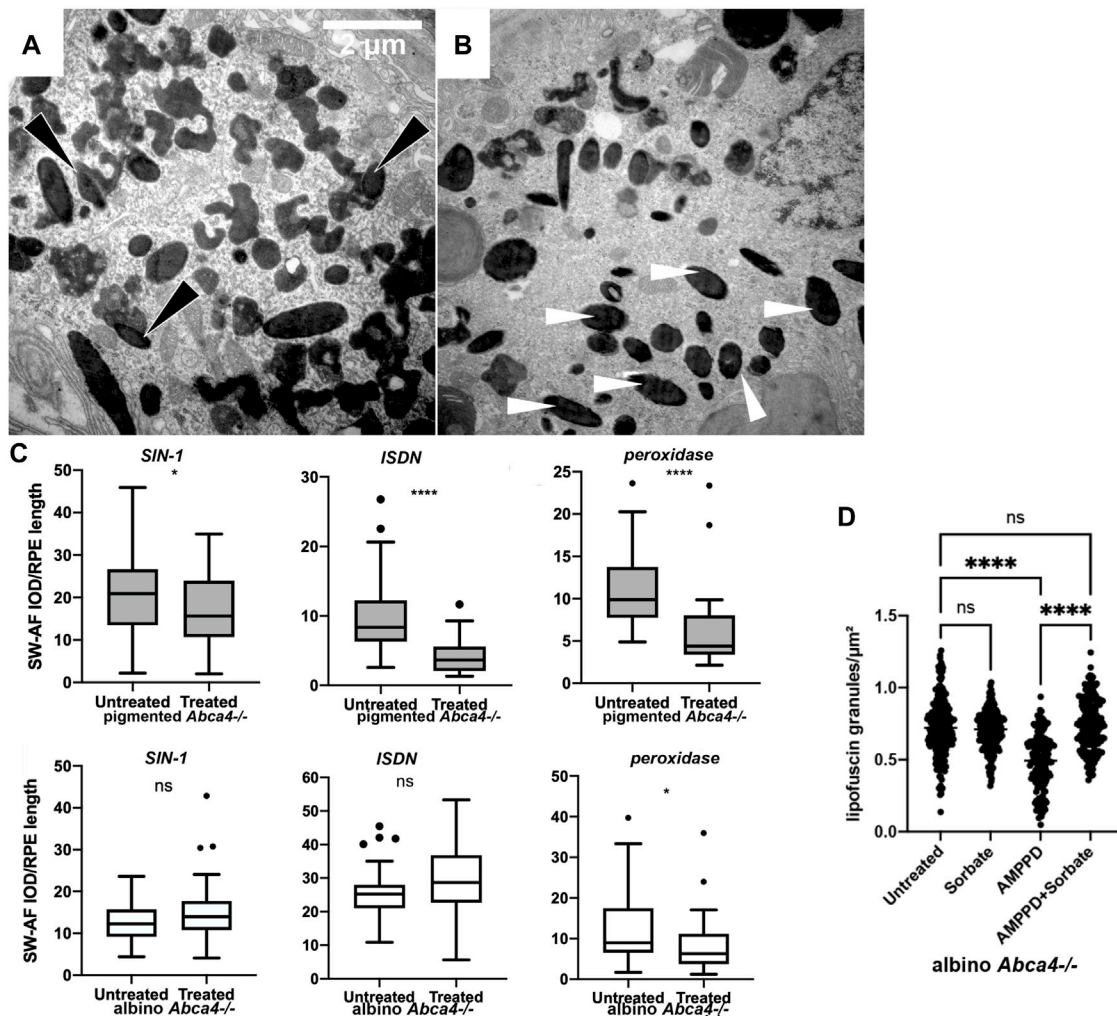 A
2 µm
B
C
SIN-1
*
50
40
30
20
10
0
SW-AF IOD/RPE length
Untreated Treated
pigmented Abca4-/-
ISDN
****
30
20
10
0
Untreated Treated
pigmented Abca4-/-
peroxidase
****
25
20
15
10
5
0
Untreated Treated
pigmented Abca4-/-
SIN-1
ns
50
40
30
20
10
0
SW-AF IOD/RPE length
Untreated Treated
albino Abca4-/-
ISDN
ns
60
50
40
30
20
10
0
Untreated Treated
albino Abca4-/-
peroxidase
*
50
40
30
20
10
0
Untreated Treated
albino Abca4-/-
D
ns
****
ns
****
1.5
1.0
0.5
0.0
lipofuscin granules/µm²
Untreated
Sorbate
AMPPD
AMPPD+Sorbate
albino Abca4-/-